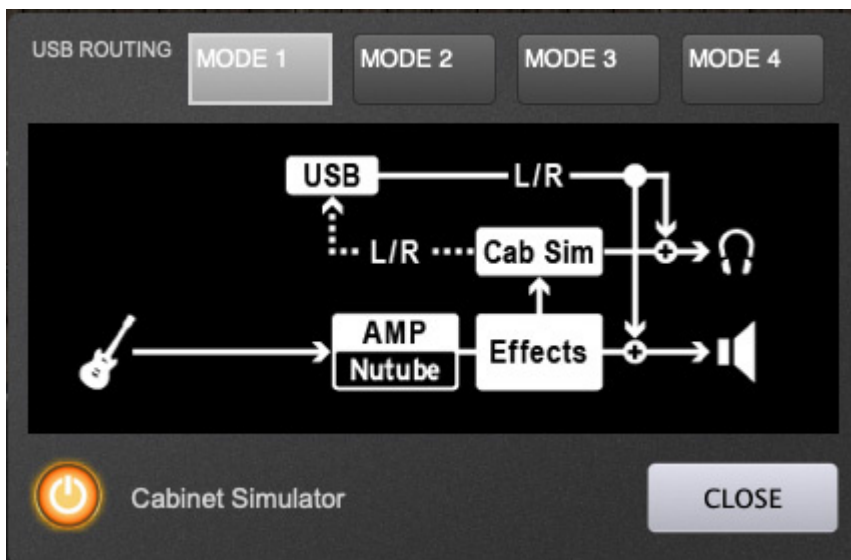 USB ROUTING
MODE 1
MODE 2
MODE 3
MODE 4
USB
L/R
L/R
Cab Sim
AMP
Nutube
Effects
Cabinet Simulator
CLOSE